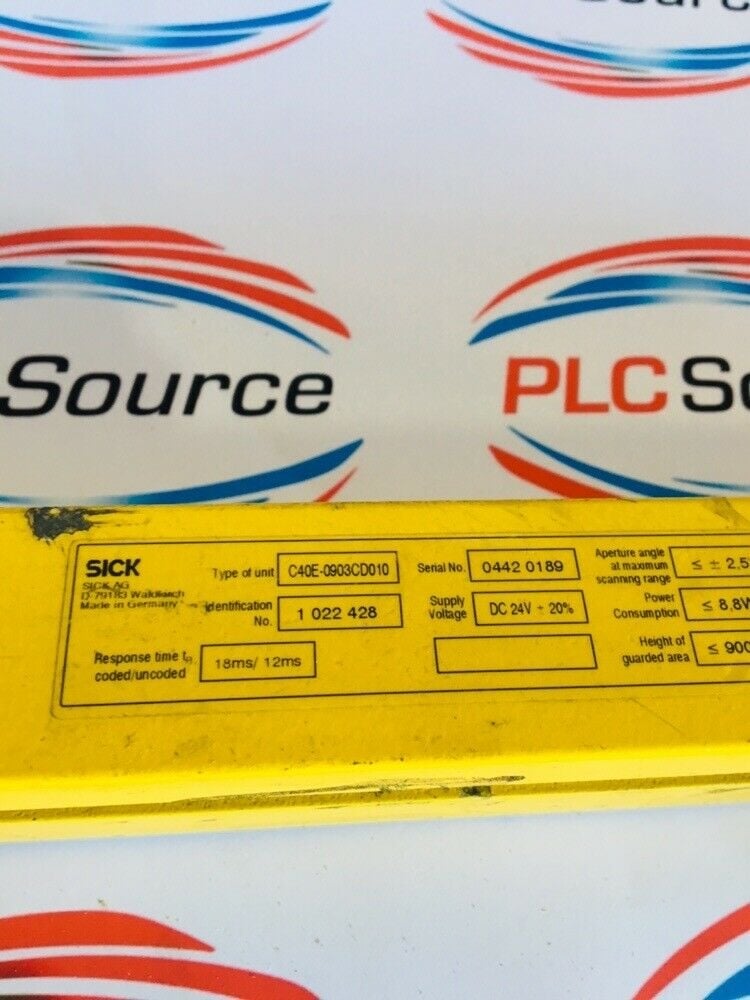 Source
PLC So
SICK
SICK AG
D-79183 Waldkirch
Made in Germany
Type of unit C40E-0903CD010
Identification No. 1 022 428
Response time tR coded/uncoded 18ms/ 12ms
Serial No. 0442 0189
Supply Voltage DC 24V ÷ 20%
Aperture angle at maximum scanning range ≤ ± 2,5
Power Consumption ≤ 8,8W
Height of guarded area ≤ 900